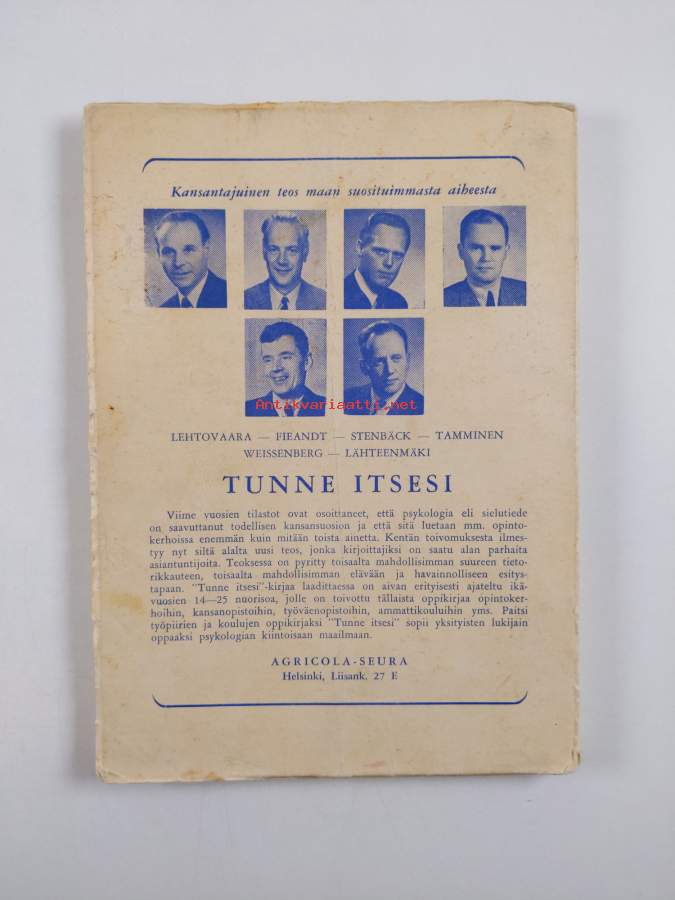 Kansantajuinen teos maan suosituimmasta aiheesta
Antikvariaatti.net
LEHTOVAARA — FIEANDT — STENBÄCK — TAMMINEN
WEISSENBERG — LÄHTEENMÄKI
TUNNE ITSESI
Viime vuosien tilastot ovat osoittaneet, että psykologia eli sielutiede
on saavuttanut todellisen kansansuosion ja että sitä luetaan mm. opinto-
kerhoissa enemmän kuin mitään toista ainetta. Kentän toivomuksesta ilmes-
tyy nyt siltä alalta uusi teos, jonka kirjoittajiksi on saatu alan parhaita
asiantuntijoita. Teoksessa on pyritty toisaalta mahdollisimman suureen tieto-
rikkauteen, toisaalta mahdollisimman elävään ja havainnolliseen esitys-
tapaan. "Tunne itsesi"-kirjaa laadittaessa on aivan erityisesti ajateltu ikä-
vuosien 14—25 nuorisoa, jolle on toivottu tällaista oppikirjaa opintoker-
hoihin, kansanopistoihin, työväenopistoihin, ammattikouluihin yms. Paitsi
työpiirien ja koulujen oppikirjaksi "Tunne itsesi" sopii yksityisten lukijain
oppaaksi psykologian kiintoisaan maailmaan.
AGRICOLA-SEURA
Helsinki, Liisank. 27 E